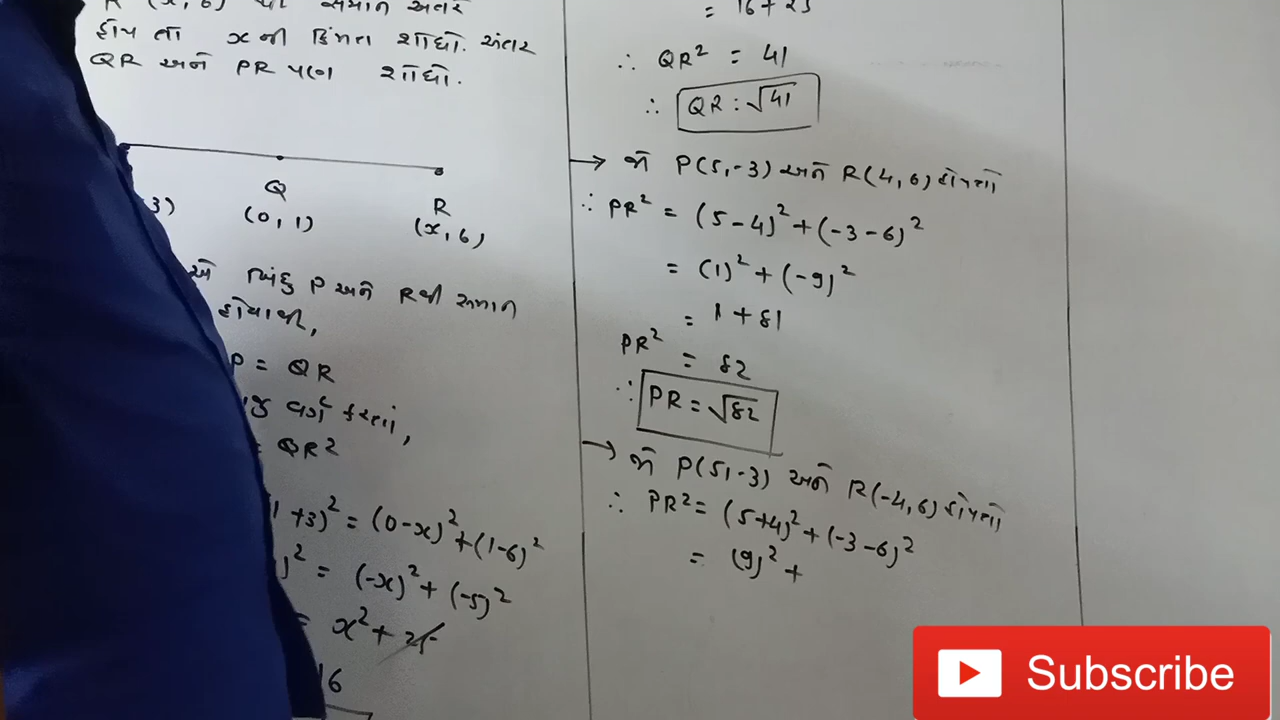 R (x, 6) થી સમાન અંતરે
હોય તો x ની કિંમત શોધો. અંતર
QR અને PR પણ શોધો.
Q
R
3)
(0, 1)
(x, 6)
એ બિંદુ P અને R થી સમાન
હોવાથી,
P = QR
વર્ગ કરતાં,
= QR²
1 + 3)² = (0 - x)² + (1 - 6)²
)² = (-x)² + (-5)²
= x² + 25
16
= 16 + 25
∴ QR² = 41
∴ QR = √41
→ જો P(5, -3) અને R(4, 6) હોય તો
∴ PR² = (5 - 4)² + (-3 - 6)²
= (1)² + (-9)²
= 1 + 81
PR² = 82
∴ PR = √82
→ જો P(5, -3) અને R(-4, 6) હોય તો
∴ PR² = (5 + 4)² + (-3 - 6)²
= (9)² +
Subscribe